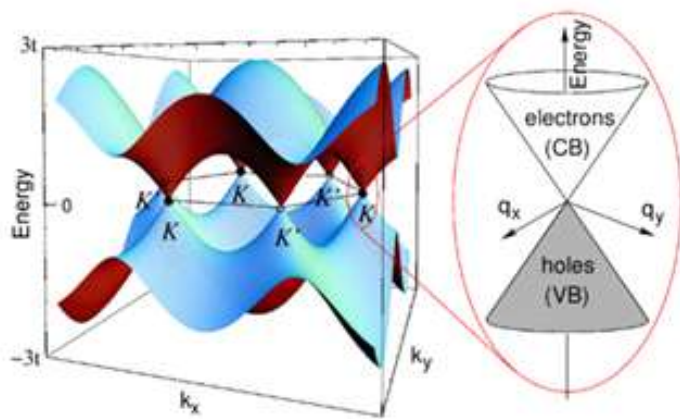 3t
Energy
0
-3t
K
K
K
K''
K''
K
k_x
k_y
Energy
electrons
(CB)
q_x
q_y
holes
(VB)